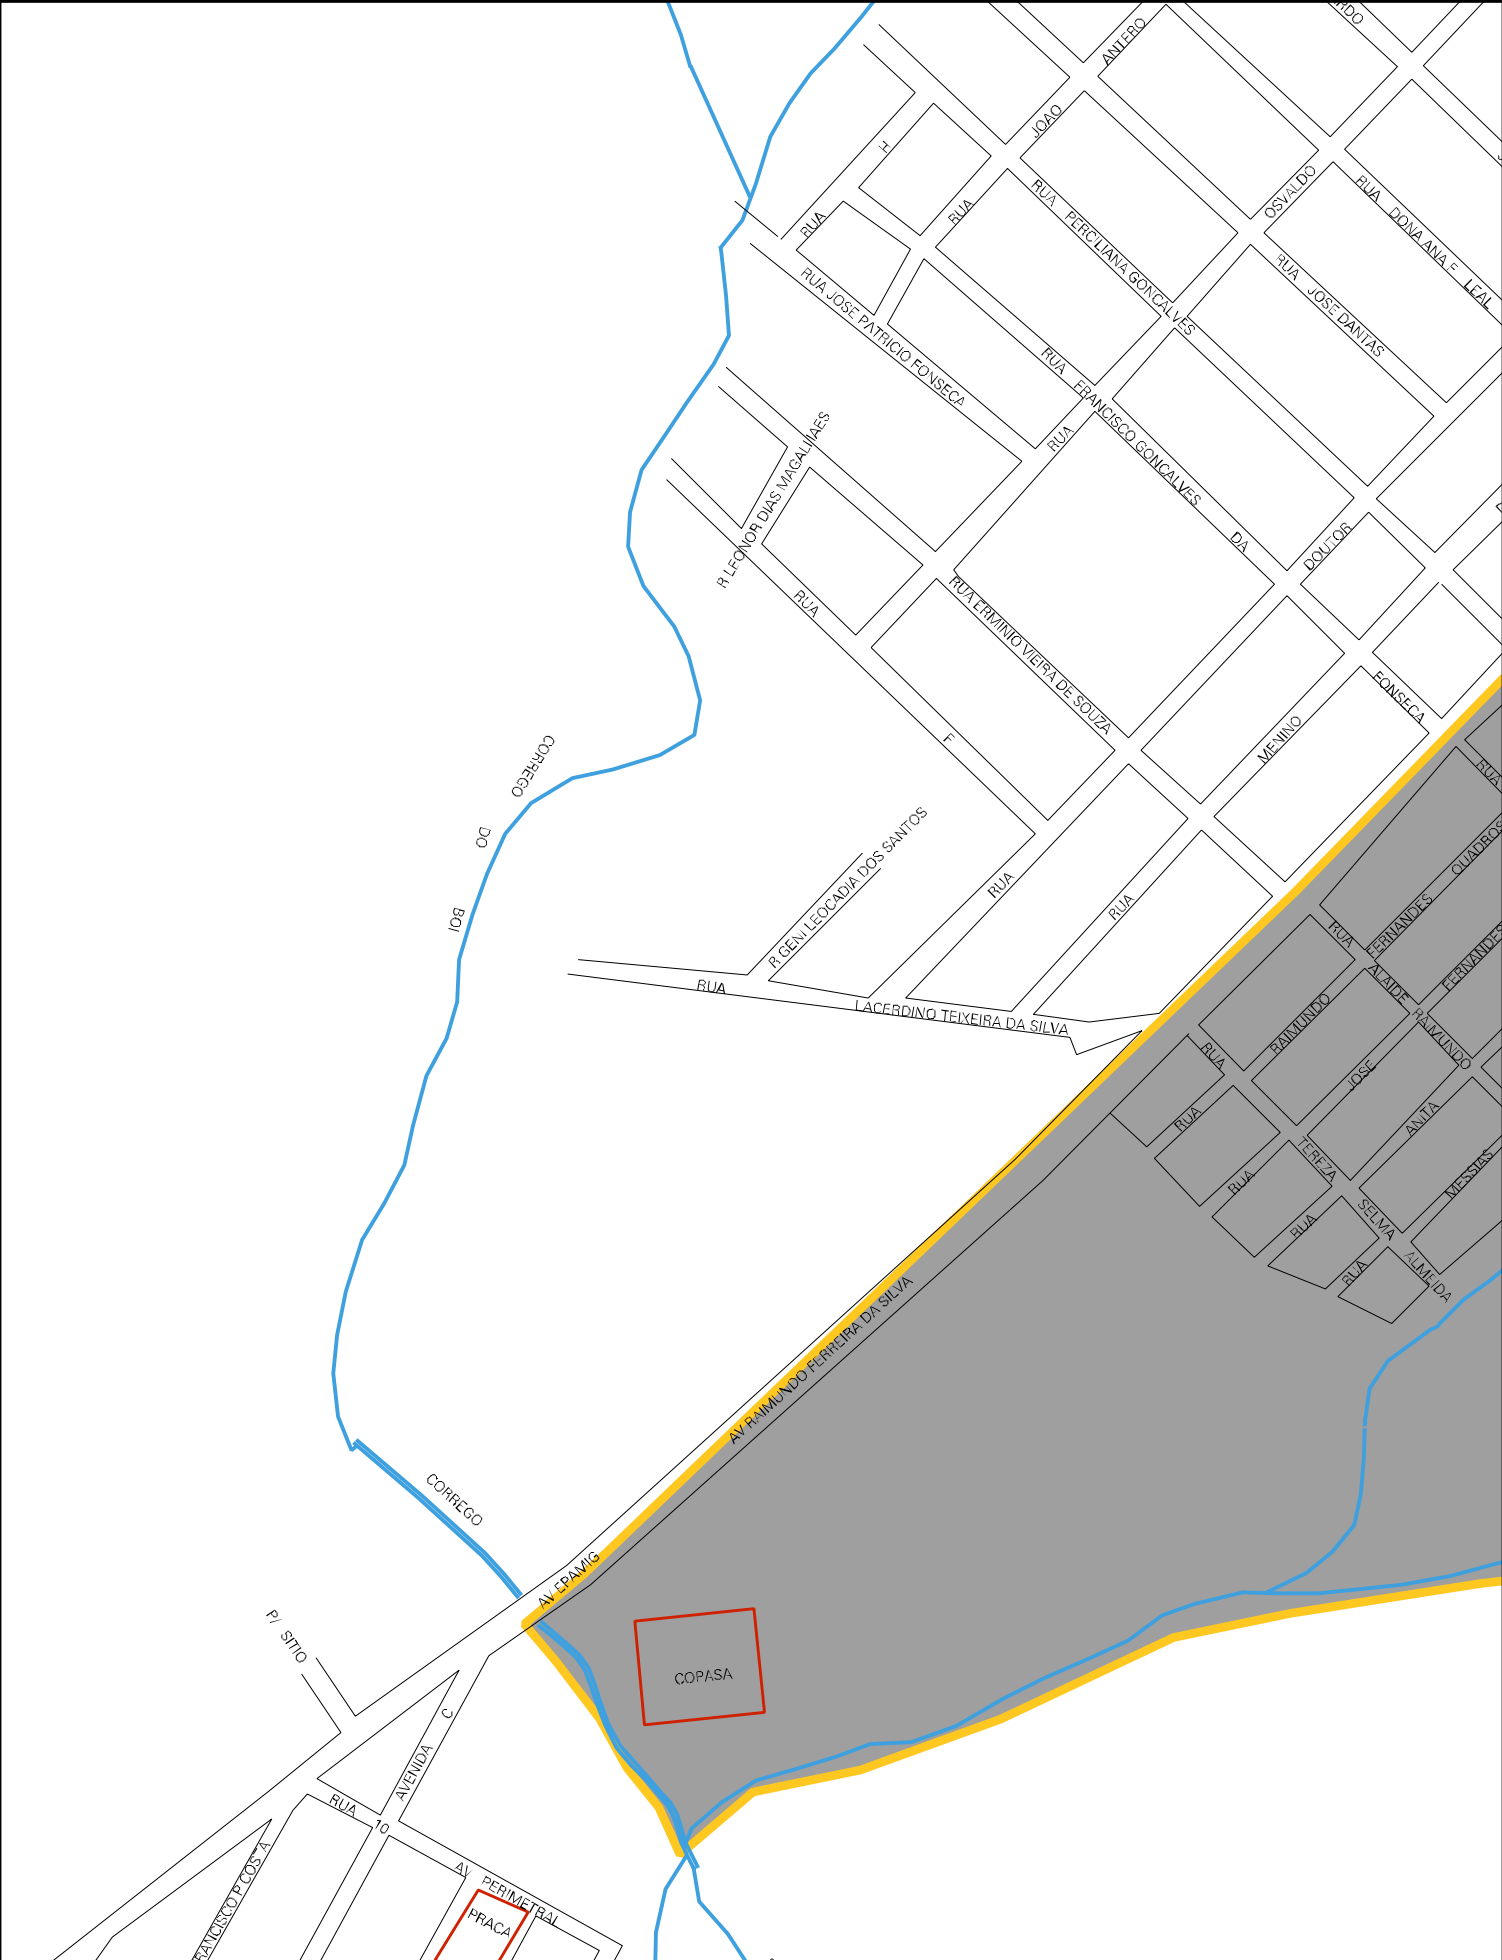 ANTERO
JOAO
H
RUA
RUA
OSVALDO
RUA DONA ANA F LEAL
RUA PERCILIANA GONCALVES
RUA JOSE DANTAS
RUA JOSE PATRICIO FONSECA
RUA FRANCISCO GONCALVES DA FONSECA
RUA
DOUTOR
R LEONOR DIAS MAGALHAES
RUA F
RUA ERMINIO VIEIRA DE SOUZA
MENINO
CORREGO DO BOI
R GENI LEOCADIA DOS SANTOS
RUA
RUA
RUA LACERDINO TEIXEIRA DA SILVA
RUA
QUADROS
FERNANDES
FERNANDES
RUA ALAIDE RAIMUNDO
RAIMUNDO
JOSE
ANITA
MESSIAS
RUA TEREZA SELMA ALMEIDA
RUA
RUA
RUA
RUA
AV RAIMUNDO FERREIRA DA SILVA
CORREGO
AV EPAMIG
P/ SITIO
COPASA
AVENIDA C
RUA 10
AV PERIMETRAL
PRACA
FRANCISCO P COSTA